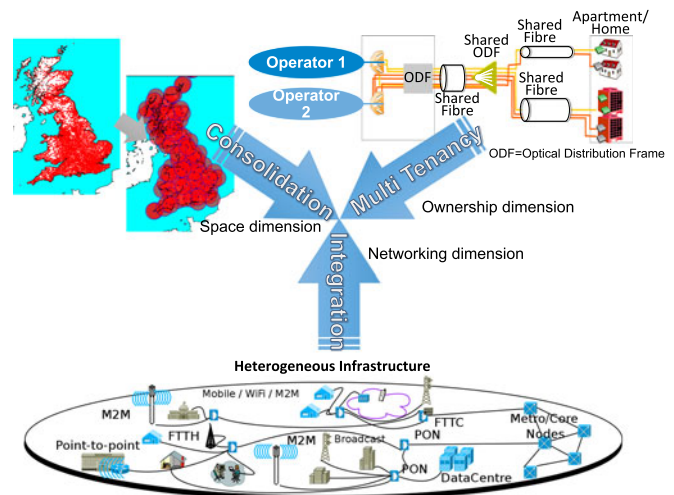 Apartment/
Home
Shared
ODF
Shared
Fibre
Operator 1
ODF
Operator
2
Shared
Fibre
Shared
Fibre
ODF=Optical Distribution Frame
Consolidation
Multi Tenancy
Ownership dimension
Space dimension
Networking dimension
Integration
Heterogeneous Infrastructure
Mobile / WiFi / M2M
M2M
FTTC
Metro/Core
Nodes
FTTH
M2M
Broadcast
PON
Point-to-point
PON
DataCentre